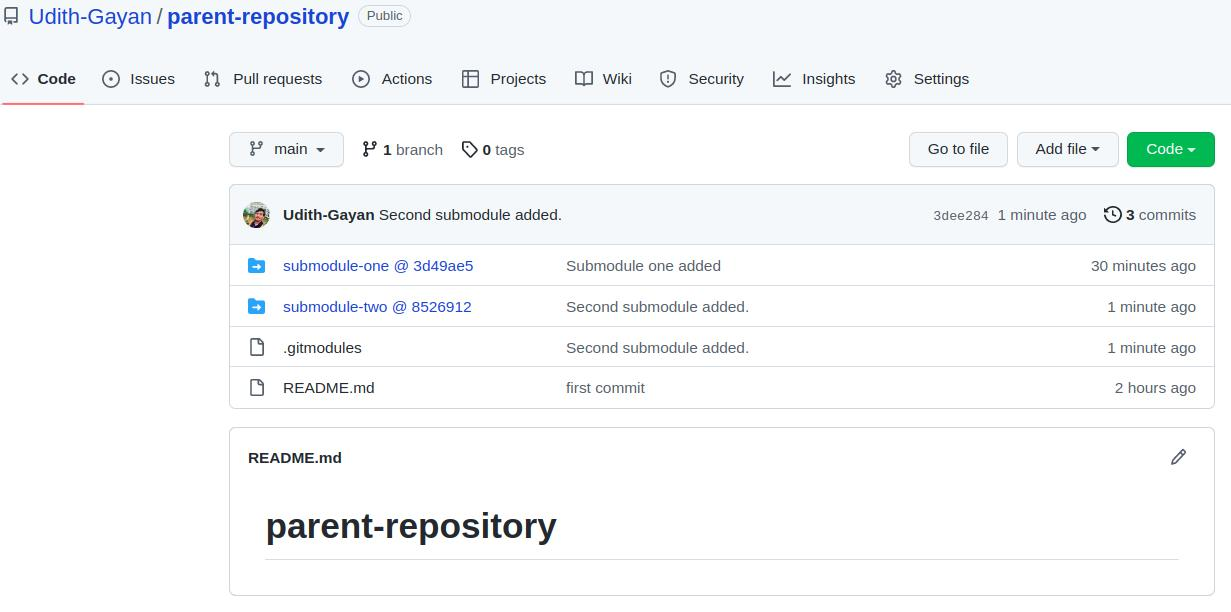 Udith-Gayan / parent-repository Public
Code Issues Pull requests Actions Projects Wiki Security Insights Settings
main 1 branch 0 tags Go to file Add file Code
Udith-Gayan Second submodule added. 3dee284 1 minute ago 3 commits
submodule-one @ 3d49ae5 Submodule one added 30 minutes ago
submodule-two @ 8526912 Second submodule added. 1 minute ago
.gitmodules Second submodule added. 1 minute ago
README.md first commit 2 hours ago
README.md
parent-repository